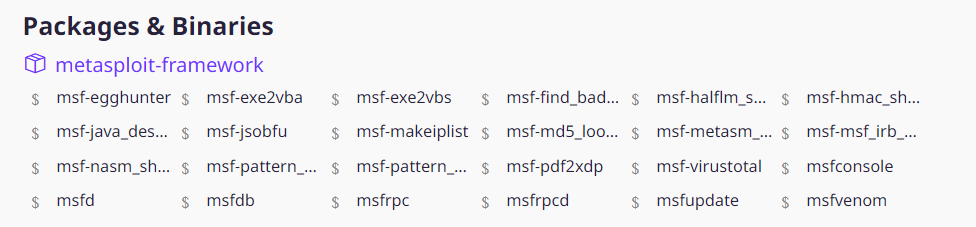 Packages & Binaries
metasploit-framework
$ msf-egghunter $ msf-exe2vba $ msf-exe2vbs $ msf-find_bad... $ msf-halflm_s... $ msf-hmac_sh...
$ msf-java_des... $ msf-jsobfu $ msf-makeiplist $ msf-md5_loo... $ msf-metasm_... $ msf-msf_irb_...
$ msf-nasm_sh... $ msf-pattern_... $ msf-pattern_... $ msf-pdf2xdp $ msf-virustotal $ msfconsole
$ msfd $ msfdb $ msfrpc $ msfrpcd $ msfupdate $ msfvenom